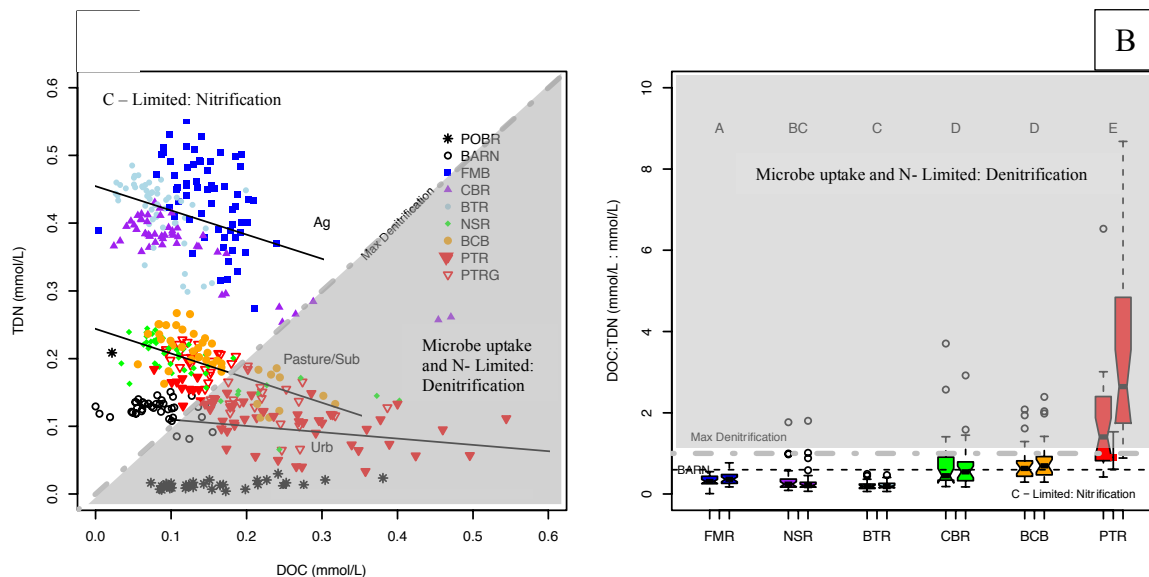 B
C – Limited: Nitrification
POBR
BARN
FMB
CBR
BTR
NSR
BCB
PTR
PTRG
Ag
Max Denitrification
Pasture/Sub
Urb
Microbe uptake
and N- Limited:
Denitrification
TDN (mmol/L)
0.0
0.1
0.2
0.3
0.4
0.5
0.6
0.0 0.1 0.2 0.3 0.4 0.5 0.6
DOC (mmol/L)
A BC C D D E
Microbe uptake and N- Limited: Denitrification
Max Denitrification
BARN
C – Limited: Nitrification
DOC:TDN (mmol/L : mmol/L)
10
8
6
4
2
0
FMR NSR BTR CBR BCB PTR